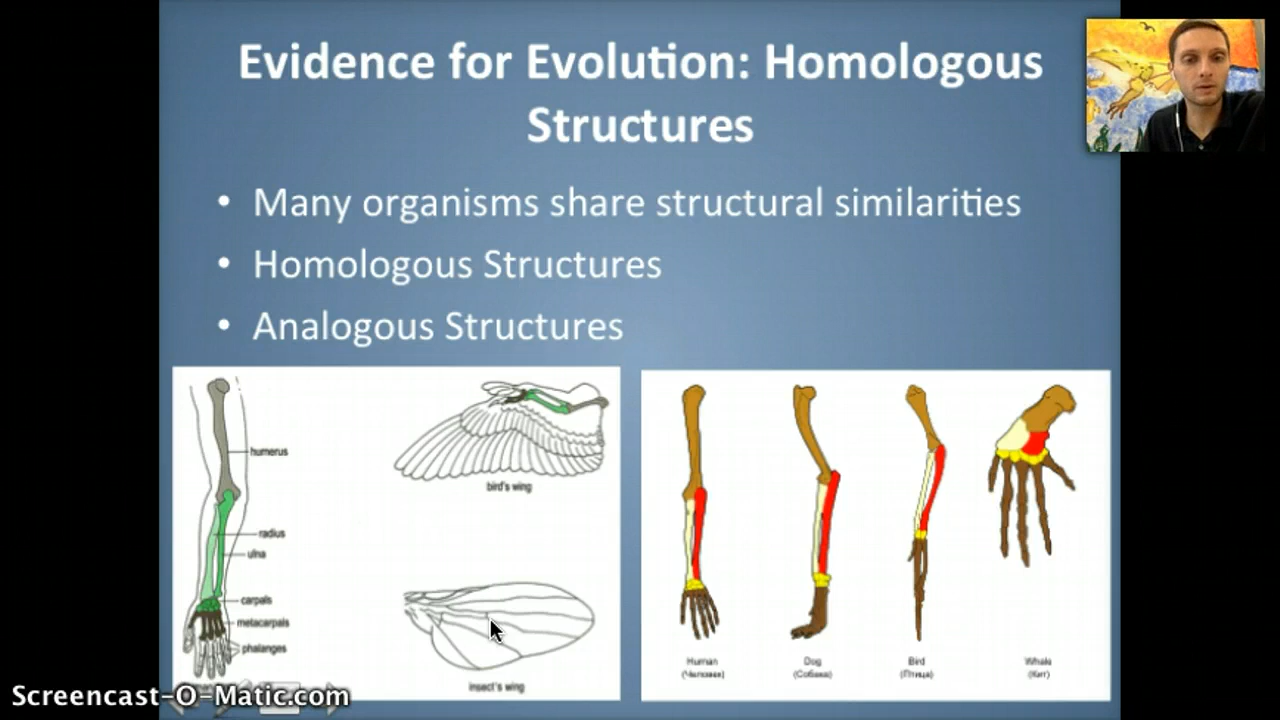 Evidence for Evolution: Homologous
Structures
• Many organisms share structural similarities
• Homologous Structures
• Analogous Structures
humerus
radius
ulna
carpals
metacarpals
phalanges
bird's wing
insect's wing
Human
(Человек)
Dog
(Собака)
Bird
(Птица)
Whale
(Кит)
Screencast-O-Matic.com